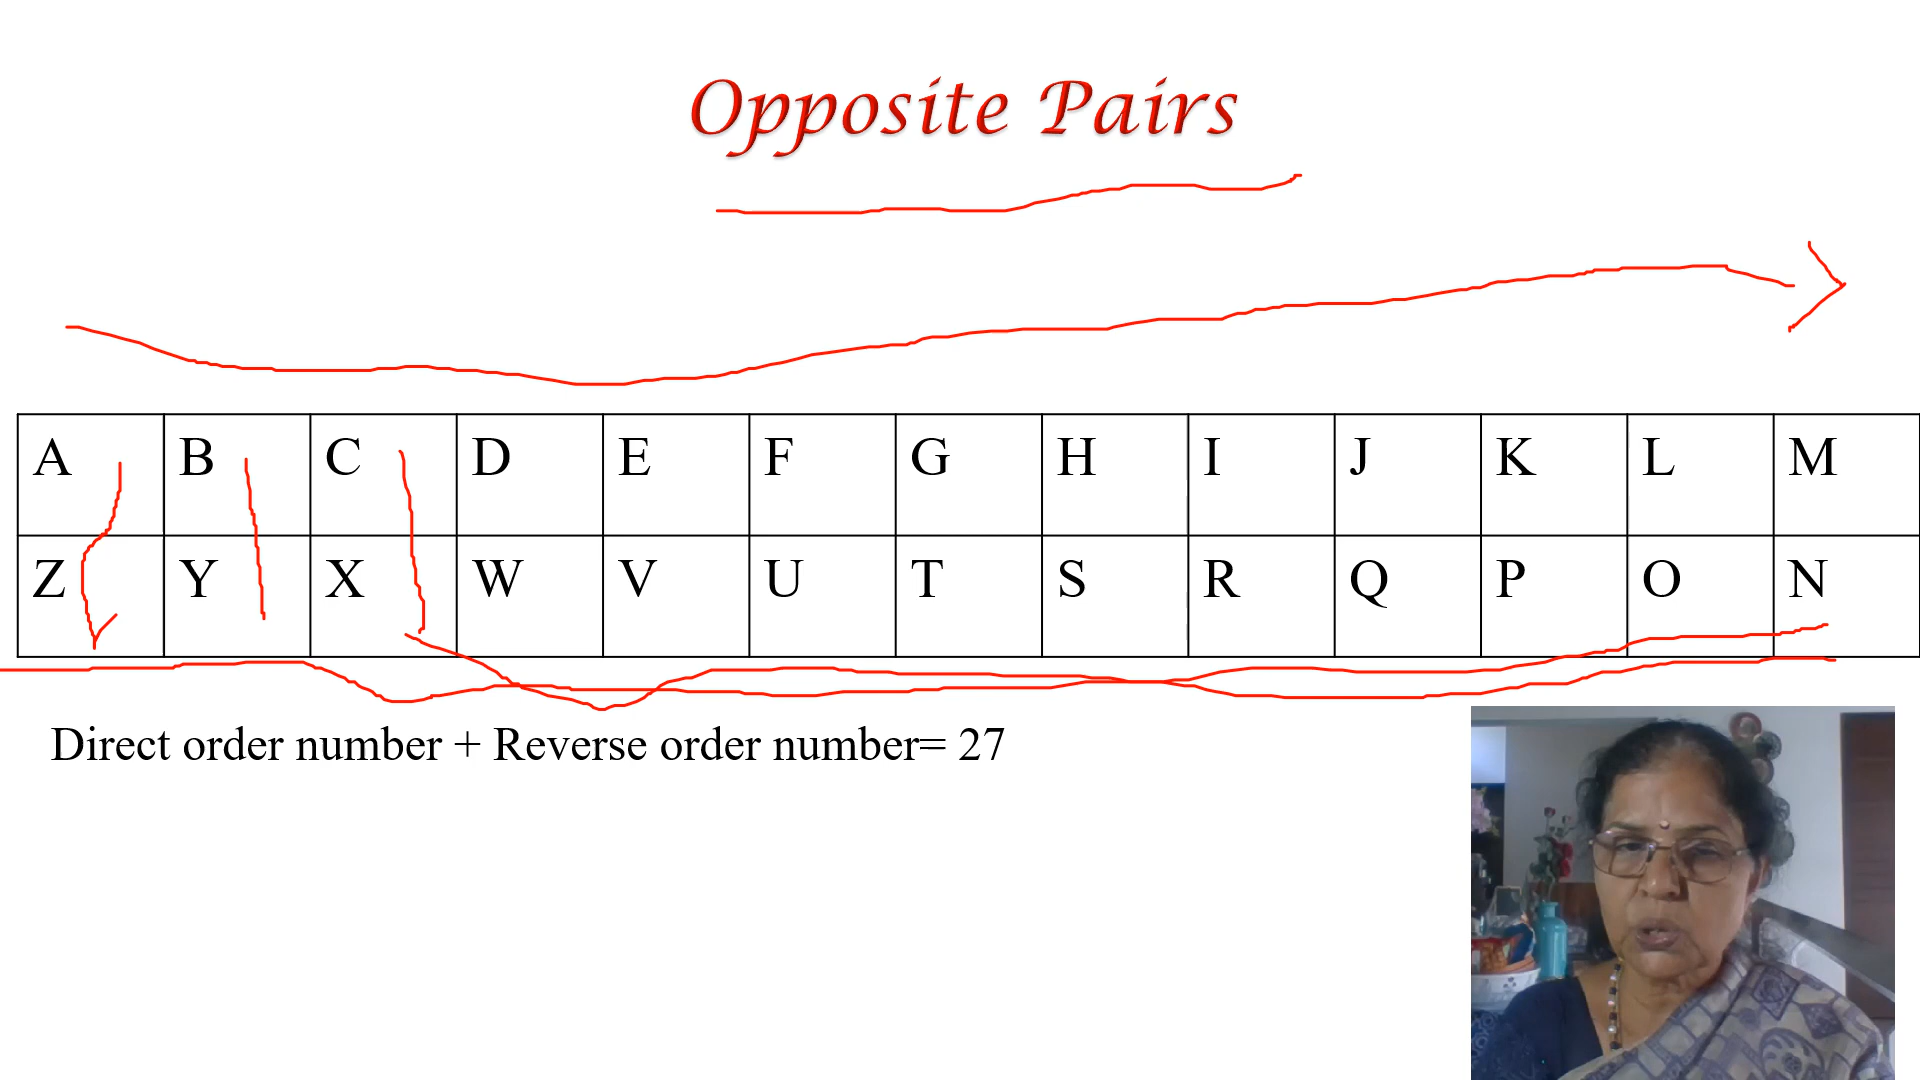 Opposite Pairs
A B C D E F G H I J K L M
Z Y X W V U T S R Q P O N
Direct order number + Reverse order number= 27